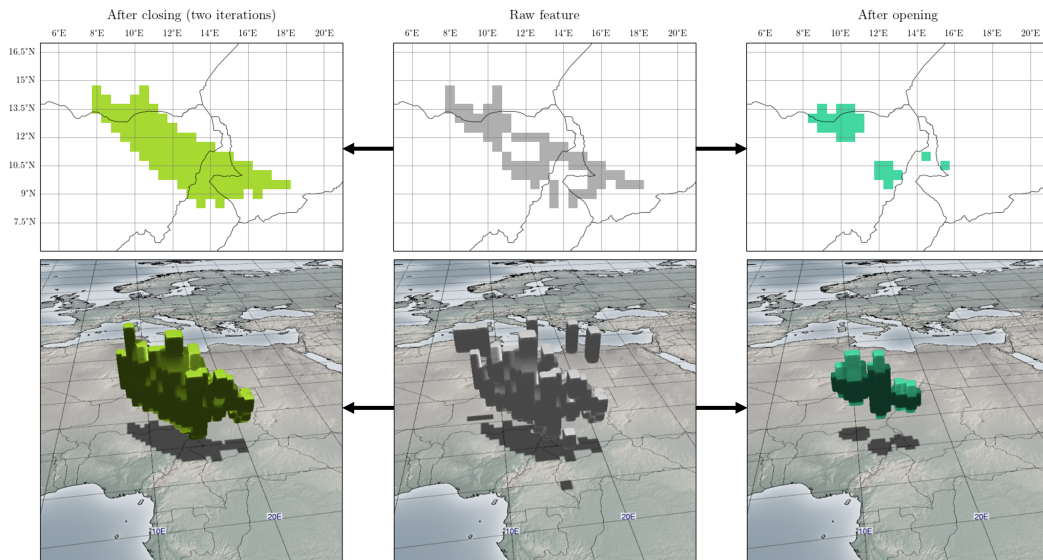 After closing (two iterations)
Raw feature
After opening
6°E 8°E 10°E 12°E 14°E 16°E 18°E 20°E
6°E 8°E 10°E 12°E 14°E 16°E 18°E 20°E
6°E 8°E 10°E 12°E 14°E 16°E 18°E 20°E
16.5°N
15°N
13.5°N
12°N
10.5°N
9°N
7.5°N
10E
20E
10E
20E
10E
20E